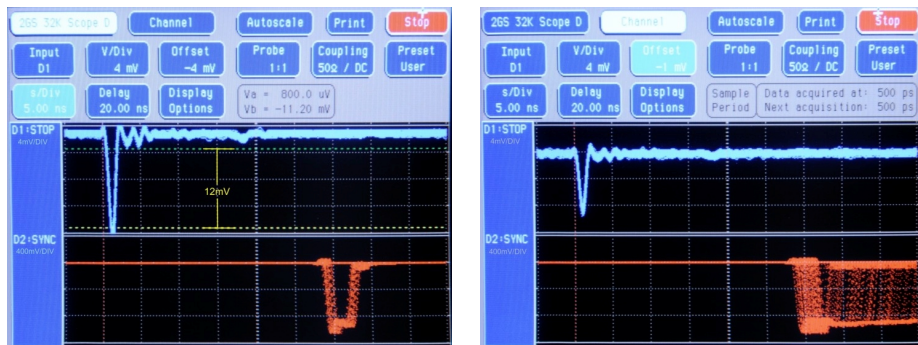 2GS 32K Scope D Channel Autoscale Print Stop
Input D1 V/Div 4 mV Offset -4 mV Probe 1:1 Coupling 50Ω / DC Preset User
s/Div 5.00 ns Delay 20.00 ns Display Options Va = 800.0 uV
Vb = -11.20 mV
D1:STOP
4mV/DIV
12mV
D2:SYNC
400mV/DIV
2GS 32K Scope D Channel Autoscale Print Stop
Input D1 V/Div 4 mV Offset -1 mV Probe 1:1 Coupling 50Ω / DC Preset User
s/Div 5.00 ns Delay 20.00 ns Display Options Sample Period Data acquired at: 500 ps
Next acquisition: 500 ps
D1:STOP
4mV/DIV
D2:SYNC
400mV/DIV